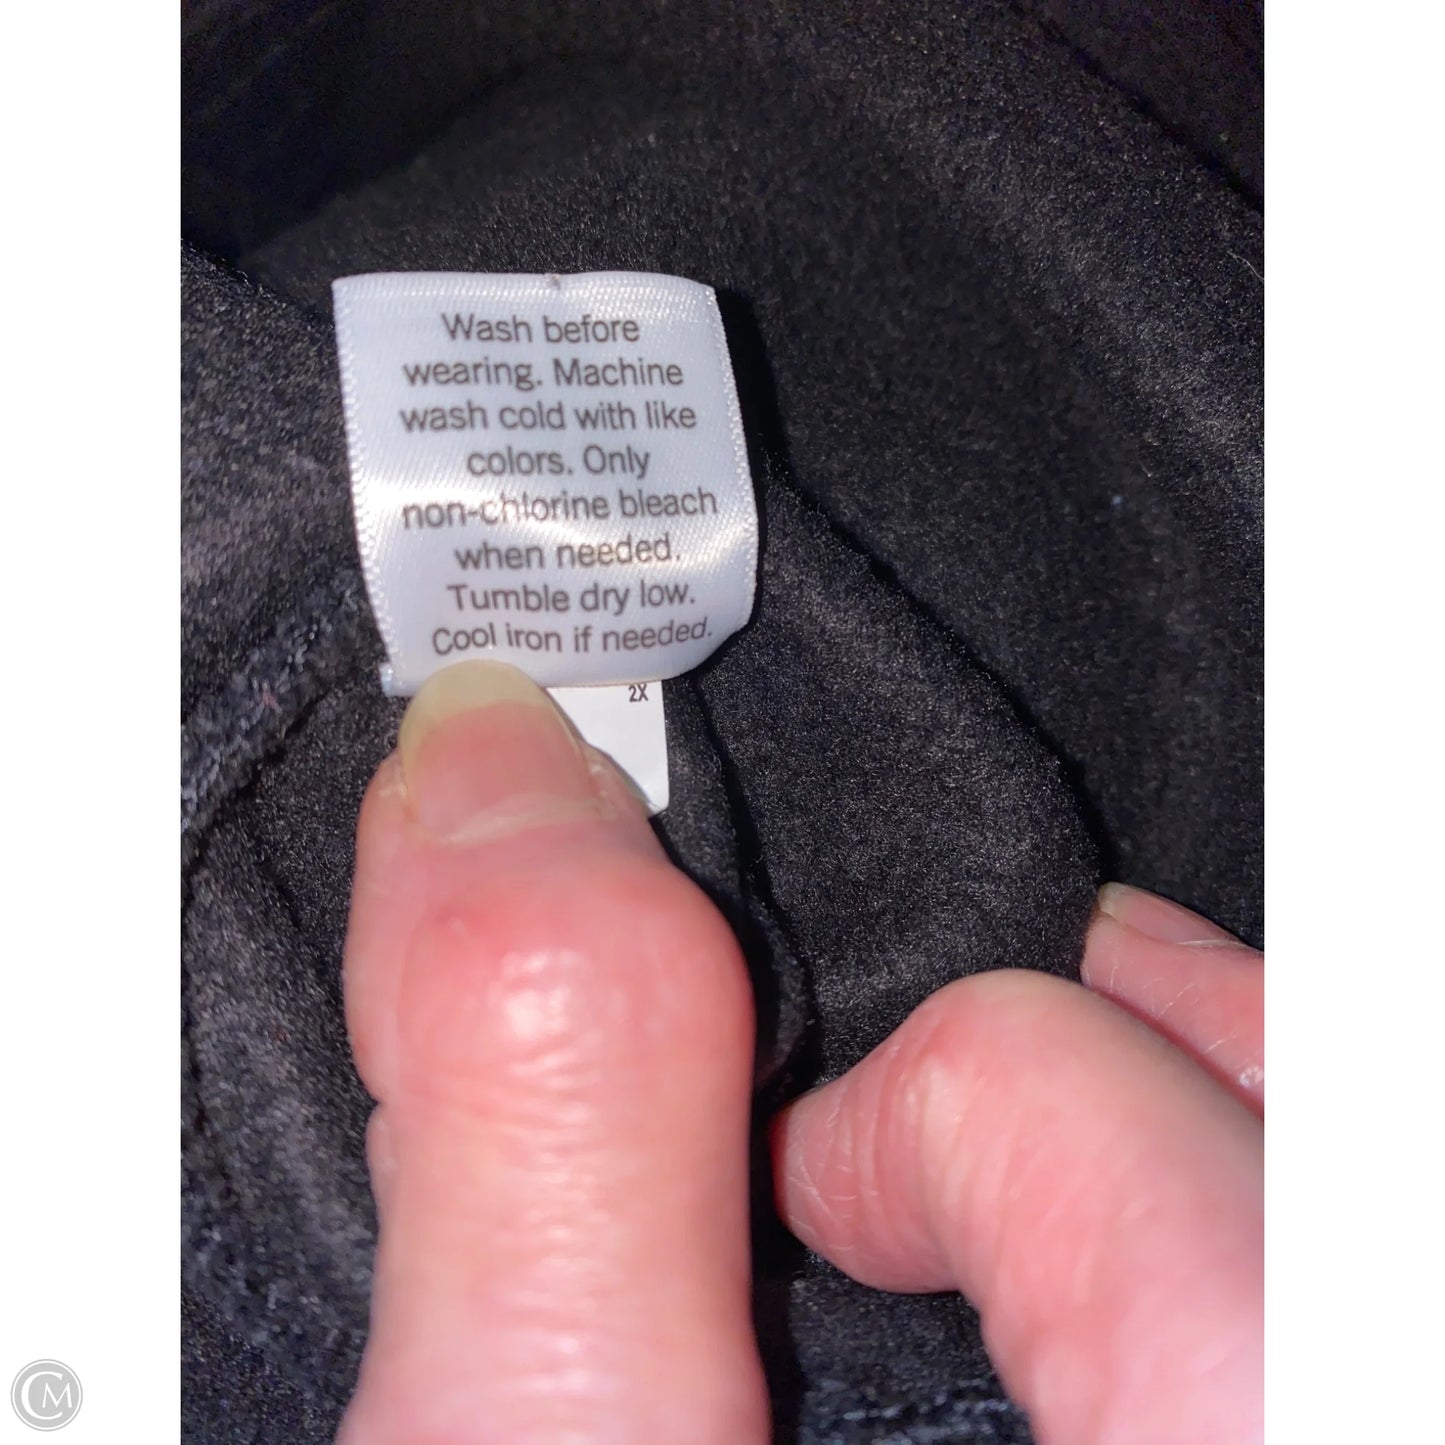 Wash before
wearing. Machine
wash cold with like
colors. Only
non-chlorine bleach
when needed.
Tumble dry low.
Cool iron if needed.
2X
CM